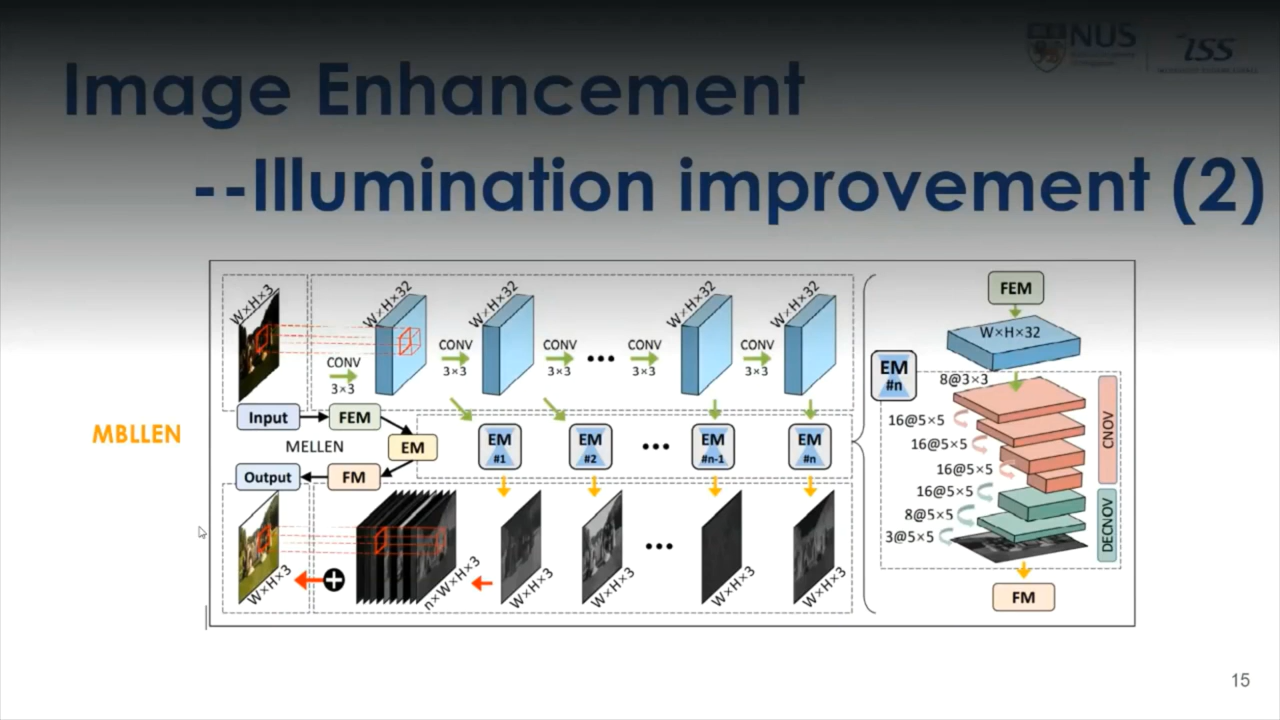 NUS
ISS
Image Enhancement
--Illumination improvement (2)
MBLLEN
W×H×3
W×H×32
W×H×32
W×H×32
W×H×32
CONV
3×3
CONV
3×3
CONV
3×3
•••
CONV
3×3
CONV
3×3
Input
FEM
MELLEN
EM
Output
FM
EM
#1
EM
#2
•••
EM
#n-1
EM
#n
W×H×3
n×W×H×3
W×H×3
W×H×3
•••
W×H×3
W×H×3
EM
#n
FEM
W×H×32
8@3×3
16@5×5
16@5×5
16@5×5
16@5×5
8@5×5
3@5×5
CNOV
DECNOV
FM
15